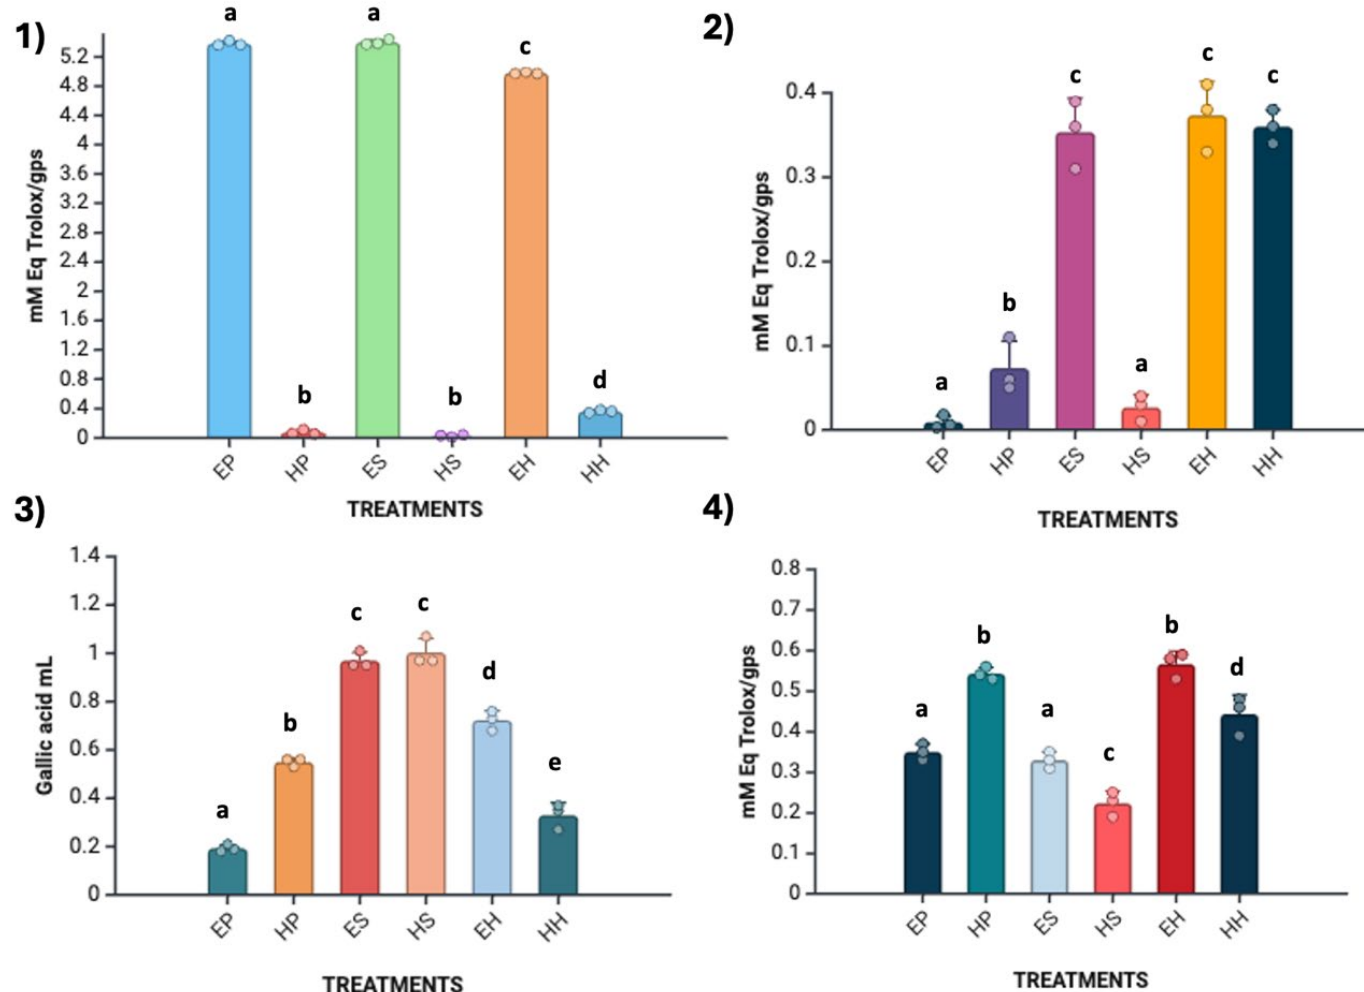 1)
a
a
c
b
b
d
5.2
4.8
4.4
4
3.6
3.2
2.8
2.4
2
1.6
1.2
0.8
0.4
0
mM Eq Trolox/gps
EP
HP
ES
HS
EH
HH
TREATMENTS
2)
c
c
c
b
a
a
0.4
0.3
0.2
0.1
0
mM Eq Trolox/gps
EP
HP
ES
HS
EH
HH
TREATMENTS
3)
1.4
1.2
1
0.8
0.6
0.4
0.2
0
Gallic acid mL
a
b
c
c
d
e
EP
HP
ES
HS
EH
HH
TREATMENTS
4)
0.8
0.7
0.6
0.5
0.4
0.3
0.2
0.1
0
mM Eq Trolox/gps
a
b
a
c
b
d
EP
HP
ES
HS
EH
HH
TREATMENTS